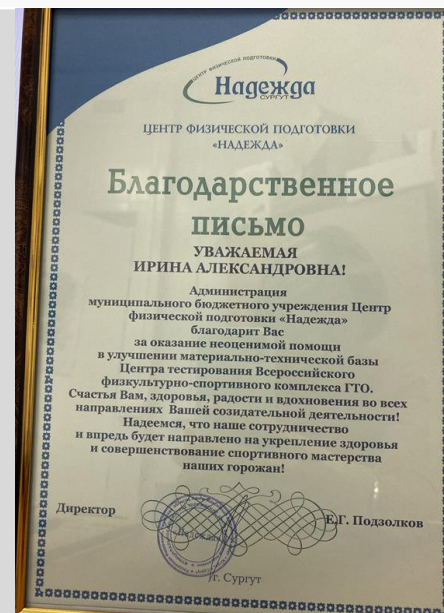 ЦЕНТР ФИЗИЧЕСКОЙ ПОДГОТОВКИ
Надежда
СУРГУТ
ЦЕНТР ФИЗИЧЕСКОЙ ПОДГОТОВКИ
«НАДЕЖДА»
Благодарственное
письмо
УВАЖАЕМАЯ
ИРИНА АЛЕКСАНДРОВНА!
Администрация
муниципального бюджетного учреждения Центр
физической подготовки «Надежда»
благодарит Вас
за оказание неоценимой помощи
в улучшении материально-технической базы
Центра тестирования Всероссийского
физкультурно-спортивного комплекса ГТО.
Счастья Вам, здоровья, радости и вдохновения во всех
направлениях Вашей созидательной деятельности!
Надеемся, что наше сотрудничество
и впредь будет направлено на укрепление здоровья
и совершенствование спортивного мастерства
наших горожан!
Директор
Е.Г. Подзолков
«Надежда»
г. Сургут